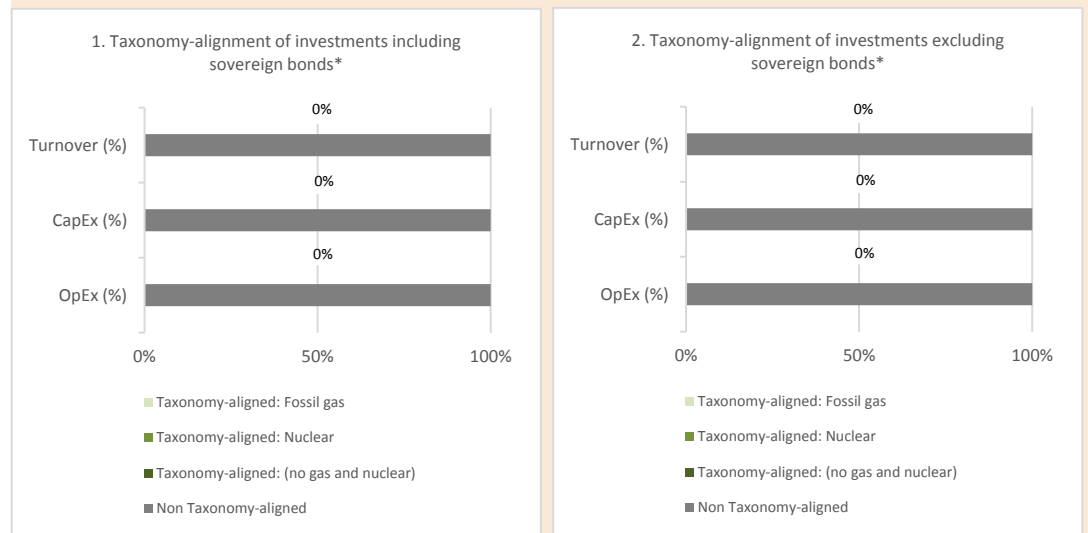 1. Taxonomy-alignment of investments including
sovereign bonds*
0%
Turnover (%)
0%
CapEx (%)
0%
OpEx (%)
0% 50% 100%
Taxonomy-aligned: Fossil gas
Taxonomy-aligned: Nuclear
Taxonomy-aligned: (no gas and nuclear)
Non Taxonomy-aligned
2. Taxonomy-alignment of investments excluding
sovereign bonds*
0%
Turnover (%)
0%
CapEx (%)
0%
OpEx (%)
0% 50% 100%
Taxonomy-aligned: Fossil gas
Taxonomy-aligned: Nuclear
Taxonomy-aligned: (no gas and nuclear)
Non Taxonomy-aligned